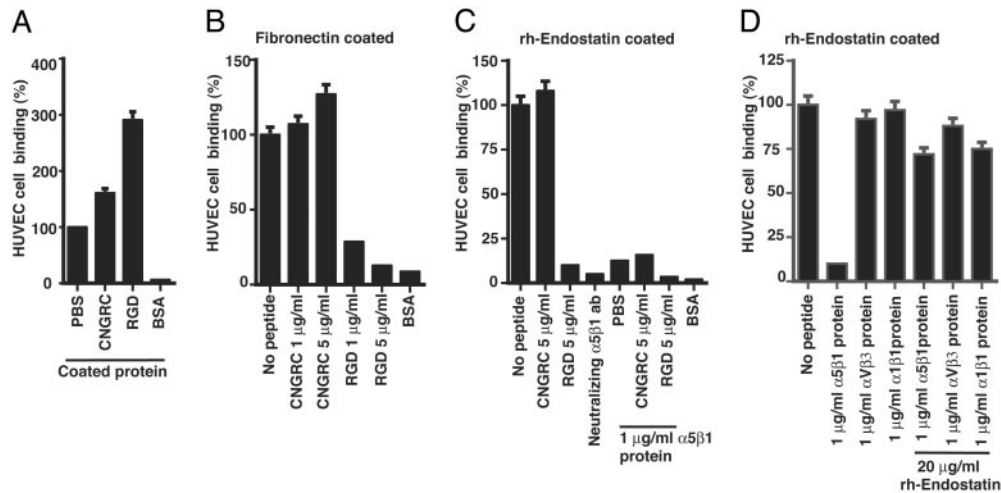 A
HUVEC cell binding (%)
400
300
200
100
0
PBS
CNGRC
RGD
BSA
Coated protein
B
Fibronectin coated
HUVEC cell binding (%)
150
100
50
0
No peptide
CNGRC 1 μg/ml
CNGRC 5 μg/ml
RGD 1 μg/ml
RGD 5 μg/ml
BSA
C
rh-Endostatin coated
HUVEC cell binding (%)
125
100
75
50
25
0
No peptide
CNGRC 5 μg/ml
RGD 5 μg/ml
Neutralizing α5β1 ab
PBS
CNGRC 5 μg/ml
RGD 5 μg/ml
BSA
1 μg/ml α5β1
protein
D
rh-Endostatin coated
HUVEC cell binding (%)
125
100
75
50
25
0
No peptide
1 μg/ml α5β1 protein
1 μg/ml αVβ3 protein
1 μg/ml α1β1protein
1 μg/ml α5β1 protein
1 μg/ml αVβ3 protein
1 μg/ml α1β1 protein
20 μg/ml
rh-Endostatin